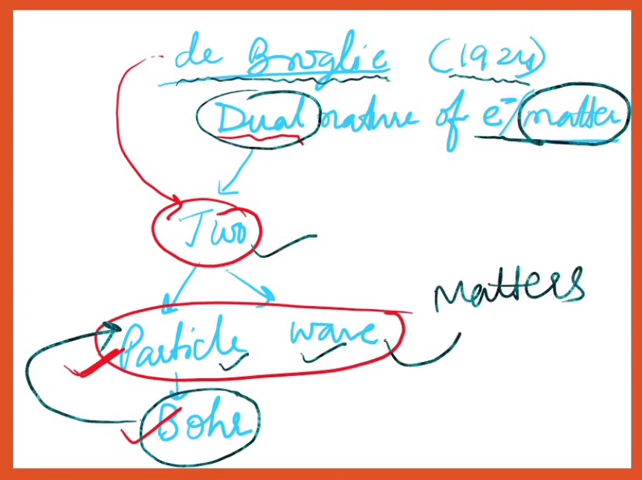 de Broglie (1924)
Dual nature of e⁻/matter
Two
Matters
Particle wave
Bohr